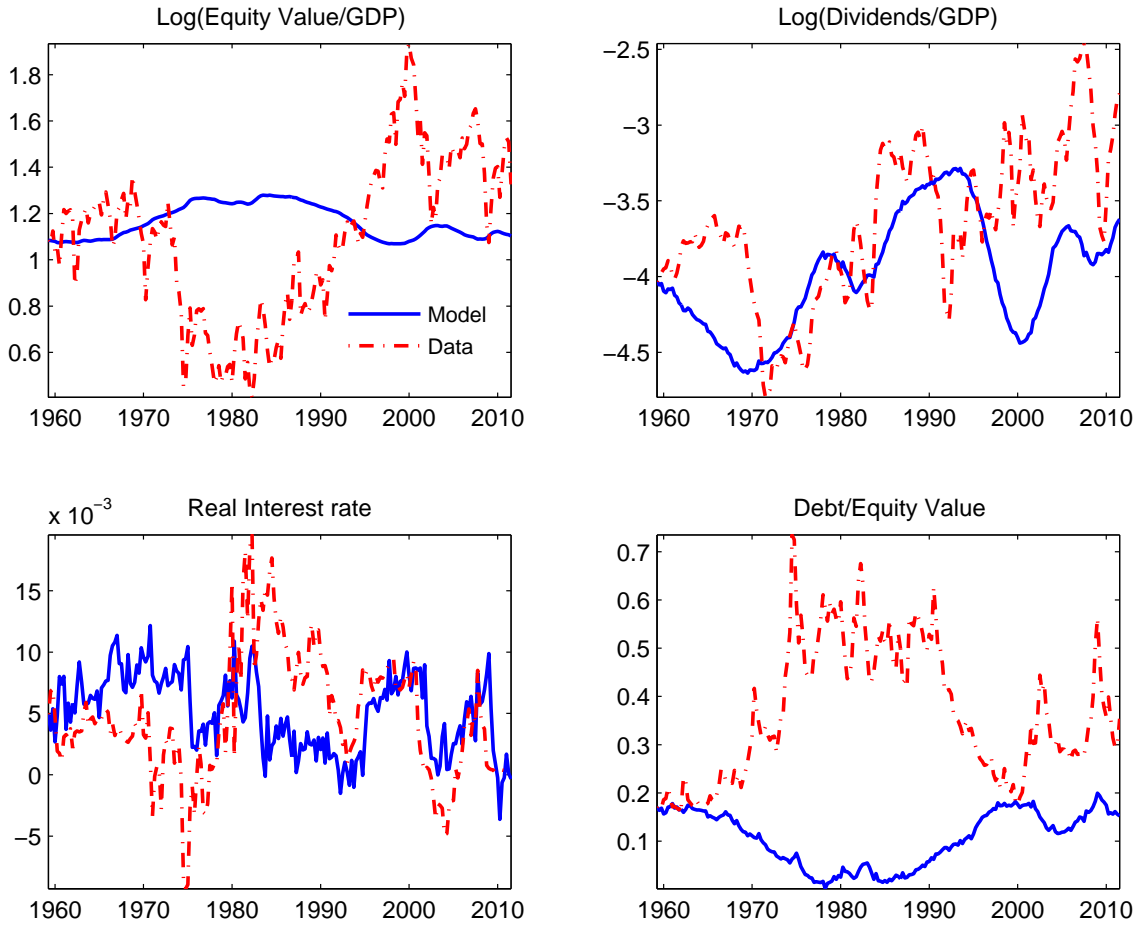 Log(Equity Value/GDP)
1.8
1.6
1.4
1.2
1
0.8
0.6
Model
Data
1960 1970 1980 1990 2000 2010
Log(Dividends/GDP)
−2.5
−3
−3.5
−4
−4.5
1960 1970 1980 1990 2000 2010
x 10−3
Real Interest rate
15
10
5
0
−5
1960 1970 1980 1990 2000 2010
Debt/Equity Value
0.7
0.6
0.5
0.4
0.3
0.2
0.1
1960 1970 1980 1990 2000 2010